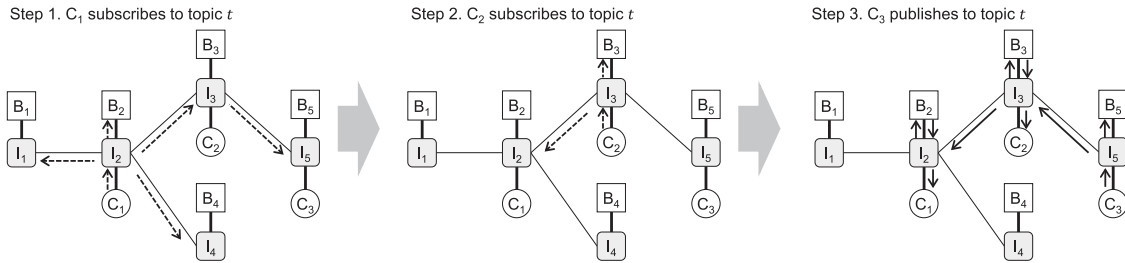 Step 1. C₁ subscribes to topic t
B₃
B₁
B₂
I₃
B₅
C₂
I₁
I₂
I₅
C₁
B₄
C₃
I₄
Step 2. C₂ subscribes to topic t
B₃
B₁
B₂
I₃
B₅
C₂
I₁
I₂
I₅
C₁
B₄
C₃
I₄
Step 3. C₃ publishes to topic t
B₃
B₁
B₂
I₃
B₅
C₂
I₁
I₂
I₅
C₁
B₄
C₃
I₄